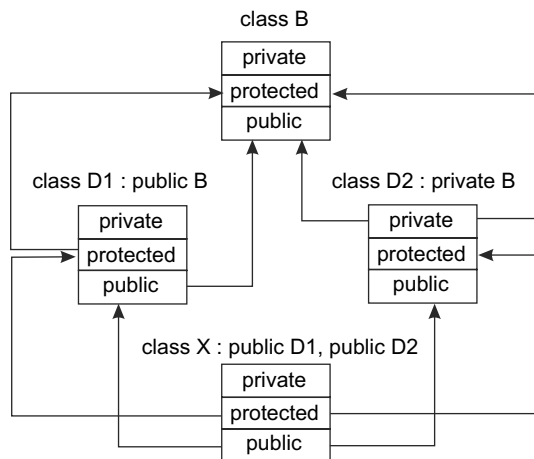 class B
private
protected
public
class D1 : public B
private
protected
public
class D2 : private B
private
protected
public
class X : public D1, public D2
private
protected
public